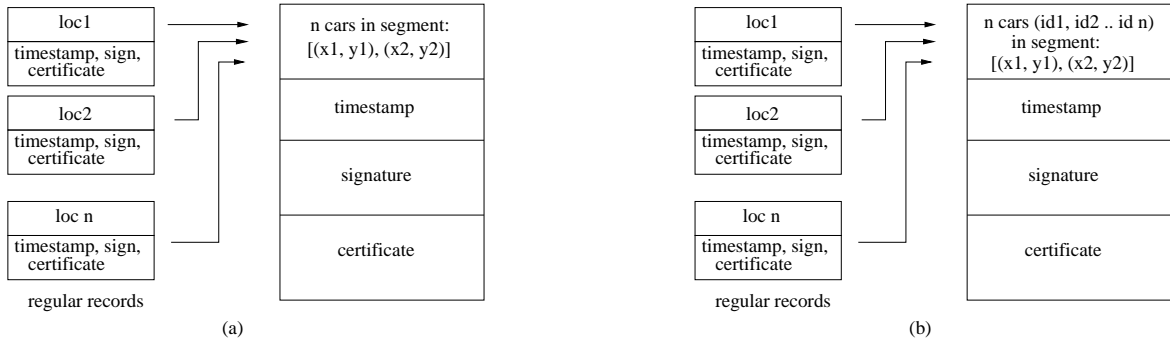 loc1
timestamp, sign,
certificate
loc2
timestamp, sign,
certificate
loc n
timestamp, sign,
certificate
regular records
n cars in segment:
[(x1, y1), (x2, y2)]
timestamp
signature
certificate
(a)
loc1
timestamp, sign,
certificate
loc2
timestamp, sign,
certificate
loc n
timestamp, sign,
certificate
regular records
n cars (id1, id2 .. id n)
in segment:
[(x1, y1), (x2, y2)]
timestamp
signature
certificate
(b)